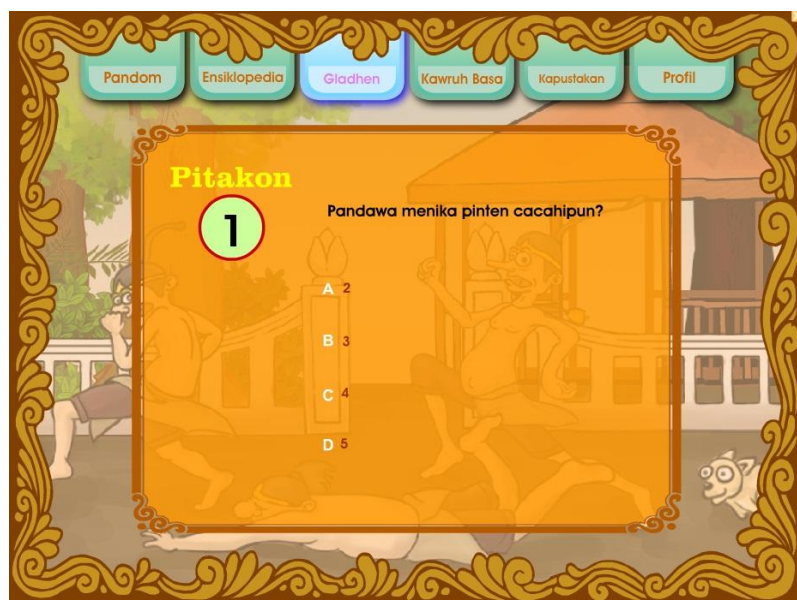 Pandom
Ensiklopedia
Gladhen
Kawruh Basa
Kapustakan
Profil
Pitakon
1
Pandawa menika pinten cacahipun?
A 2
B 3
C 4
D 5